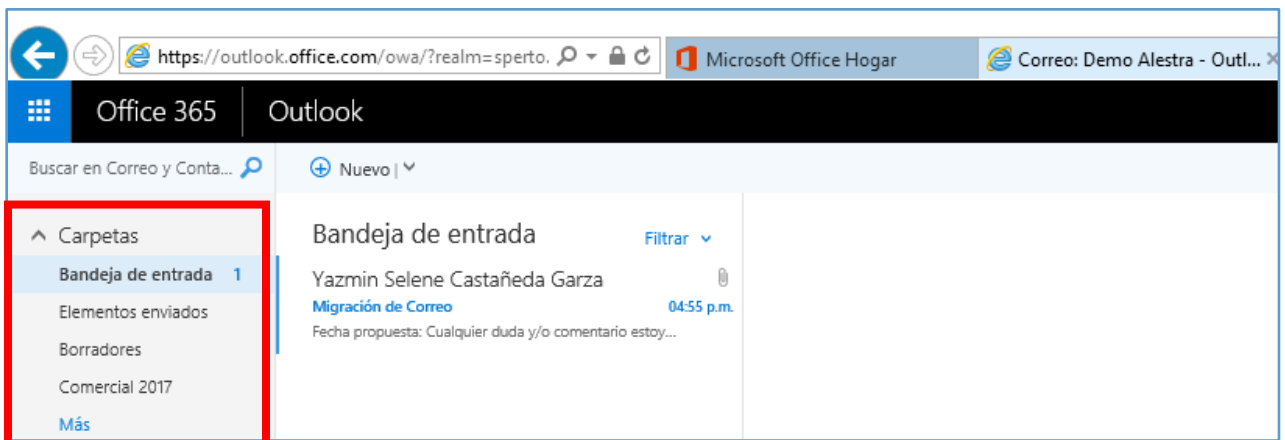 https://outlook.office.com/owa/?realm=sperto.
Microsoft Office Hogar
Correo: Demo Alestra - Outl...
Office 365
Outlook
Buscar en Correo y Conta...
Nuevo
Carpetas
Bandeja de entrada 1
Elementos enviados
Borradores
Comercial 2017
Más
Bandeja de entrada
Filtrar
Yazmin Selene Castañeda Garza
Migración de Correo 04:55 p.m.
Fecha propuesta: Cualquier duda y/o comentario estoy...